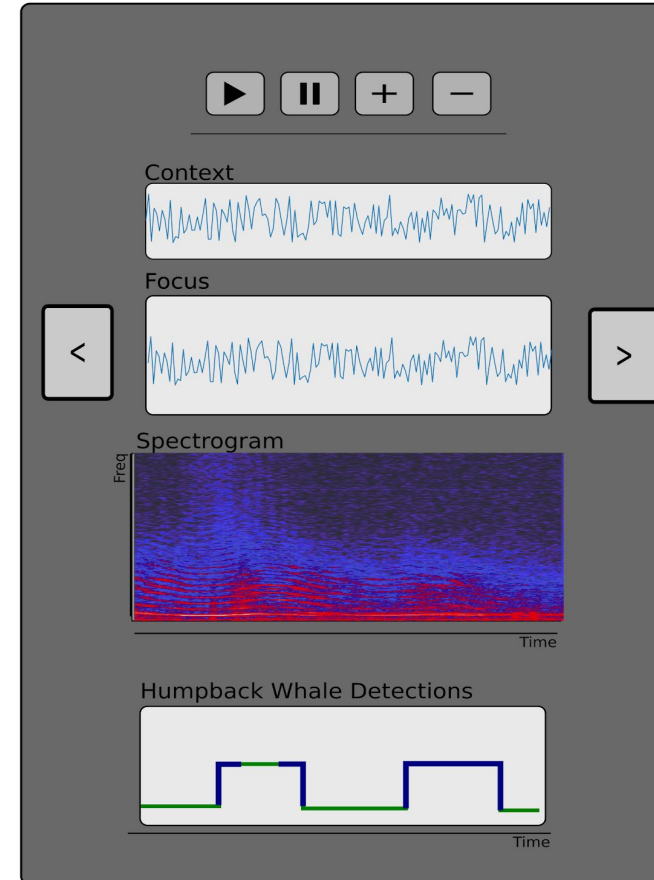 +
−
Context
Focus
<
>
Spectrogram
Freq
Time
Humpback Whale Detections
Time